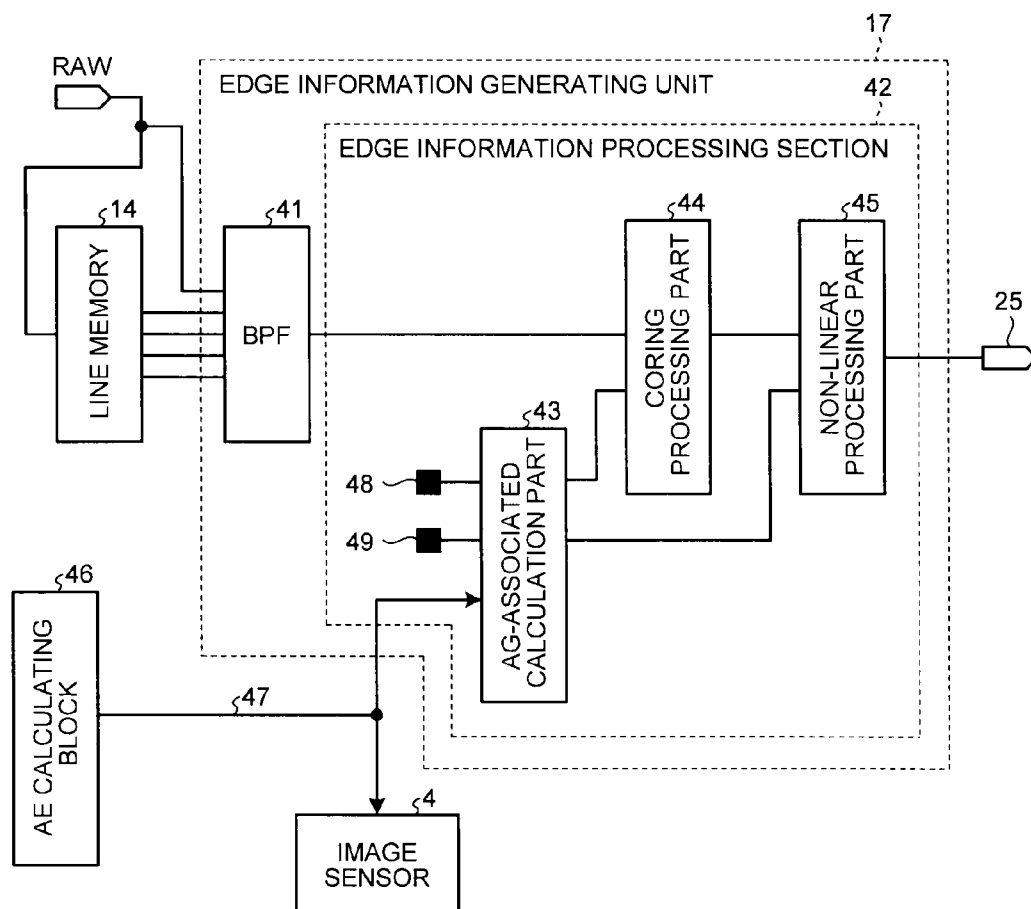 17
RAW
EDGE INFORMATION GENERATING UNIT
42
EDGE INFORMATION PROCESSING SECTION
14
LINE MEMORY
41
BPF
44
CORING
PROCESSING PART
45
NON-LINEAR
PROCESSING PART
25
43
AG-ASSOCIATED
CALCULATION PART
48
49
46
AE CALCULATING
BLOCK
47
4
IMAGE
SENSOR